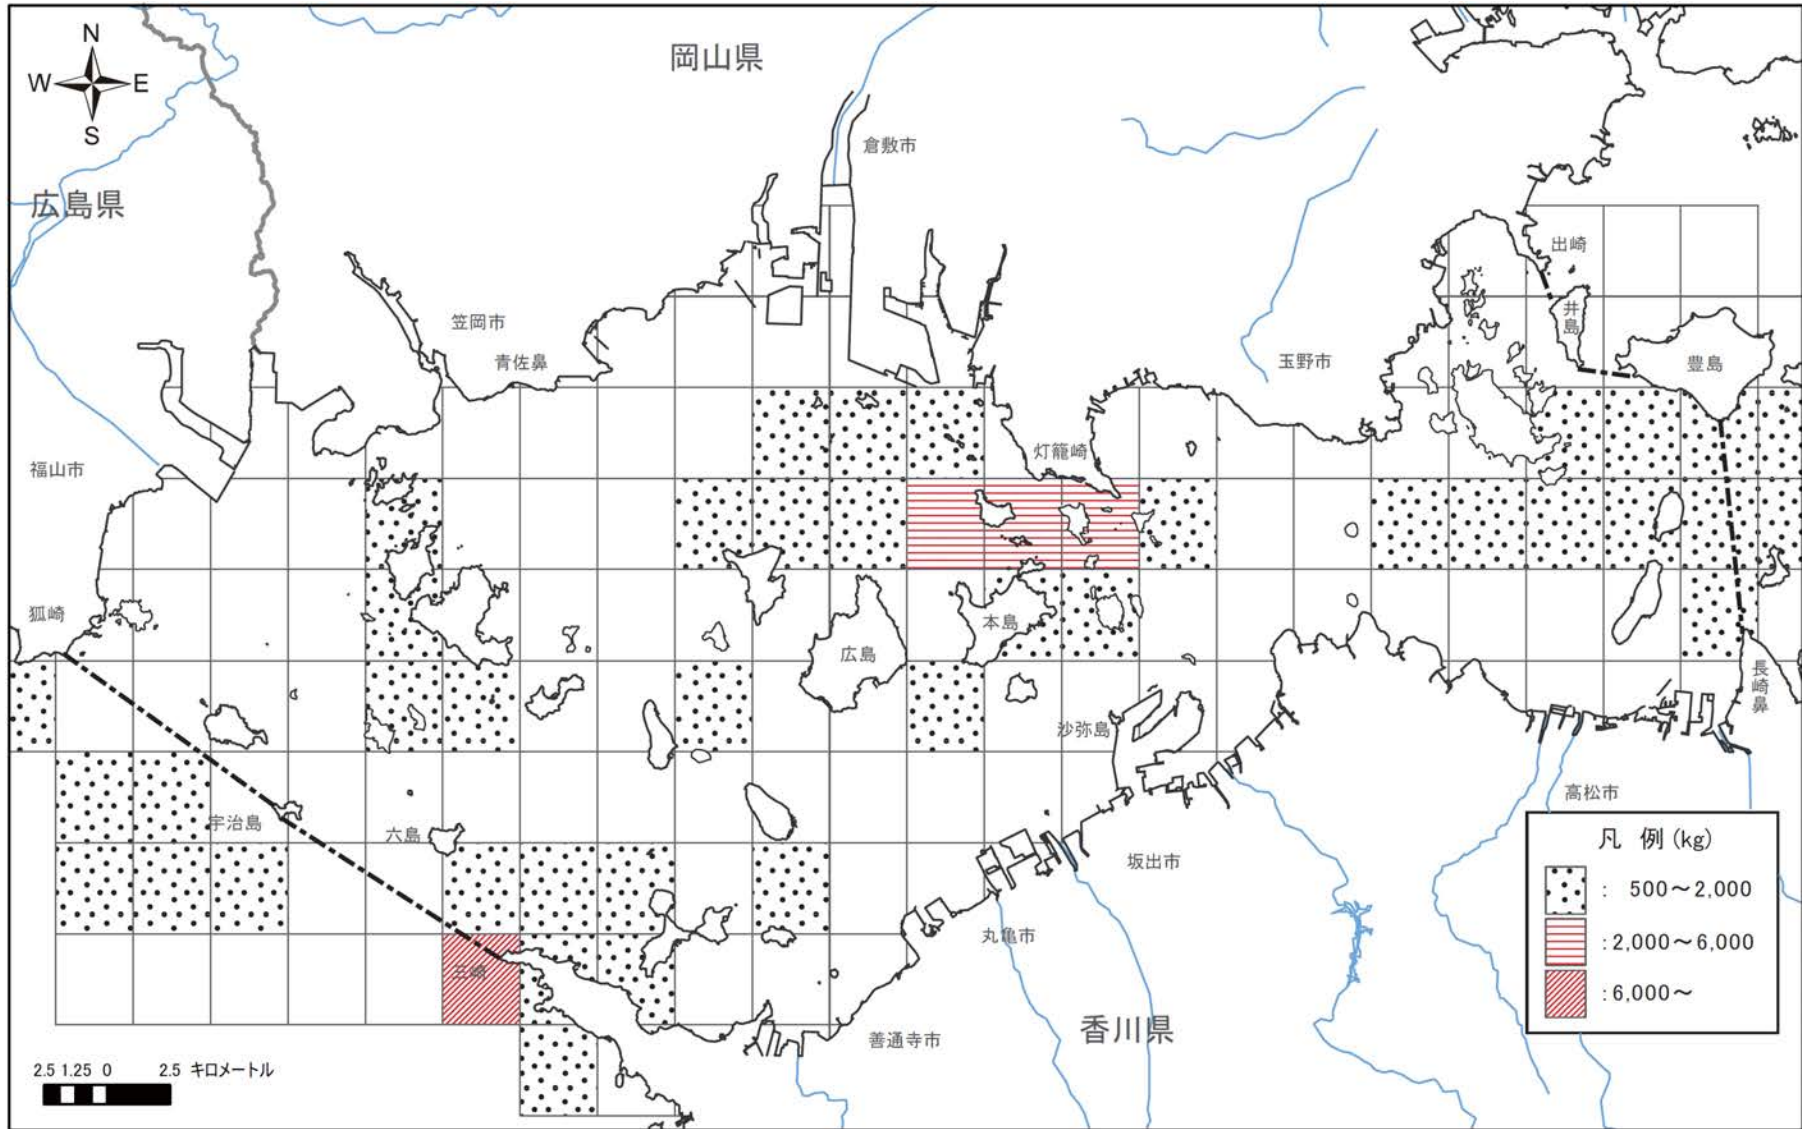 N
W E
S
岡山県
倉敷市
広島県
出崎
井島
笠岡市
青佐鼻
玉野市
豊島
灯籠崎
福山市
狐崎
本島
広島
長崎鼻
沙弥島
高松市
宇治島
六島
坂出市
丸亀市
三崎
善通寺市
香川県
凡 例 (kg)
: 500～2,000
:2,000～6,000
:6,000～
2.5 1.25 0 2.5 キロメートル